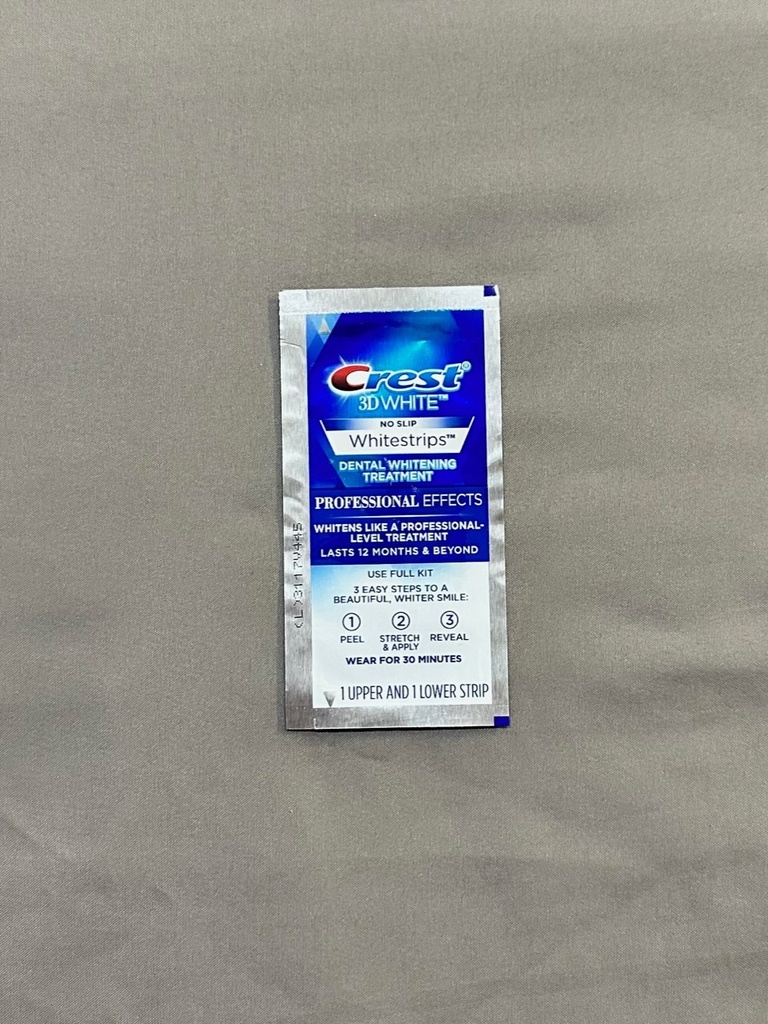 Crest®
3D WHITE™
NO SLIP
Whitestrips™
DENTAL WHITENING
TREATMENT
PROFESSIONAL EFFECTS
WHITENS LIKE A PROFESSIONAL-
LEVEL TREATMENT
LASTS 12 MONTHS & BEYOND
USE FULL KIT
3 EASY STEPS TO A
BEAUTIFUL, WHITER SMILE:
1 2 3
PEEL STRETCH & APPLY REVEAL
WEAR FOR 30 MINUTES
1 UPPER AND 1 LOWER STRIP